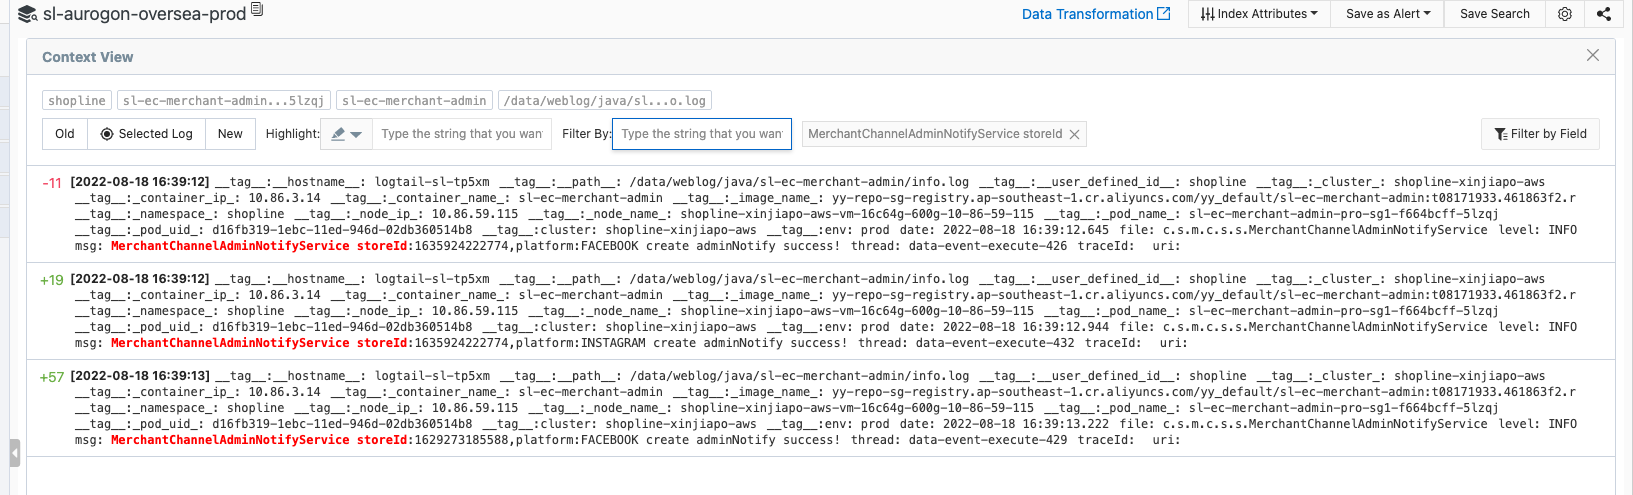 sl-aurogon-oversea-prod
Data Transformation
Index Attributes
Save as Alert
Save Search
Context View
shopline
sl-ec-merchant-admin...5lzqj
sl-ec-merchant-admin
/data/weblog/java/sl...o.log
Old
Selected Log
New
Highlight:
Type the string that you wan
Filter By:
Type the string that you wan
MerchantChannelAdminNotifyService storeId
Filter by Field
-11 [2022-08-18 16:39:12] __tag__:__hostname__: logtail-sl-tp5xm __tag__:__path__: /data/weblog/java/sl-ec-merchant-admin/info.log __tag__:__user_defined_id__: shopline __tag__:_cluster_: shopline-xinjiapo-aws
__tag__:_container_ip_: 10.86.3.14 __tag__:_container_name_: sl-ec-merchant-admin __tag__:_image_name_: yy-repo-sg-registry.ap-southeast-1.cr.aliyuncs.com/yy_default/sl-ec-merchant-admin:t08171933.461863f2.r
__tag__:_namespace_: shopline __tag__:_node_ip_: 10.86.59.115 __tag__:_node_name_: shopline-xinjiapo-aws-vm-16c64g-600g-10-86-59-115 __tag__:_pod_name_: sl-ec-merchant-admin-pro-sg1-f664bcff-5lzqj
__tag__:_pod_uid_: d16fb319-1ebc-11ed-946d-02db360514b8 __tag__:cluster: shopline-xinjiapo-aws __tag__:env: prod date: 2022-08-18 16:39:12.645 file: c.s.m.c.s.s.MerchantChannelAdminNotifyService level: INFO
msg: MerchantChannelAdminNotifyService storeId:1635924222774,platform:FACEBOOK create adminNotify success! thread: data-event-execute-426 traceId: uri:
+19 [2022-08-18 16:39:12] __tag__:__hostname__: logtail-sl-tp5xm __tag__:__path__: /data/weblog/java/sl-ec-merchant-admin/info.log __tag__:__user_defined_id__: shopline __tag__:_cluster_: shopline-xinjiapo-aws
__tag__:_container_ip_: 10.86.3.14 __tag__:_container_name_: sl-ec-merchant-admin __tag__:_image_name_: yy-repo-sg-registry.ap-southeast-1.cr.aliyuncs.com/yy_default/sl-ec-merchant-admin:t08171933.461863f2.r
__tag__:_namespace_: shopline __tag__:_node_ip_: 10.86.59.115 __tag__:_node_name_: shopline-xinjiapo-aws-vm-16c64g-600g-10-86-59-115 __tag__:_pod_name_: sl-ec-merchant-admin-pro-sg1-f664bcff-5lzqj
__tag__:_pod_uid_: d16fb319-1ebc-11ed-946d-02db360514b8 __tag__:cluster: shopline-xinjiapo-aws __tag__:env: prod date: 2022-08-18 16:39:12.944 file: c.s.m.c.s.s.MerchantChannelAdminNotifyService level: INFO
msg: MerchantChannelAdminNotifyService storeId:1635924222774,platform:INSTAGRAM create adminNotify success! thread: data-event-execute-432 traceId: uri:
+57 [2022-08-18 16:39:13] __tag__:__hostname__: logtail-sl-tp5xm __tag__:__path__: /data/weblog/java/sl-ec-merchant-admin/info.log __tag__:__user_defined_id__: shopline __tag__:_cluster_: shopline-xinjiapo-aws
__tag__:_container_ip_: 10.86.3.14 __tag__:_container_name_: sl-ec-merchant-admin __tag__:_image_name_: yy-repo-sg-registry.ap-southeast-1.cr.aliyuncs.com/yy_default/sl-ec-merchant-admin:t08171933.461863f2.r
__tag__:_namespace_: shopline __tag__:_node_ip_: 10.86.59.115 __tag__:_node_name_: shopline-xinjiapo-aws-vm-16c64g-600g-10-86-59-115 __tag__:_pod_name_: sl-ec-merchant-admin-pro-sg1-f664bcff-5lzqj
__tag__:_pod_uid_: d16fb319-1ebc-11ed-946d-02db360514b8 __tag__:cluster: shopline-xinjiapo-aws __tag__:env: prod date: 2022-08-18 16:39:13.222 file: c.s.m.c.s.s.MerchantChannelAdminNotifyService level: INFO
msg: MerchantChannelAdminNotifyService storeId:1629273185588,platform:FACEBOOK create adminNotify success! thread: data-event-execute-429 traceId: uri: